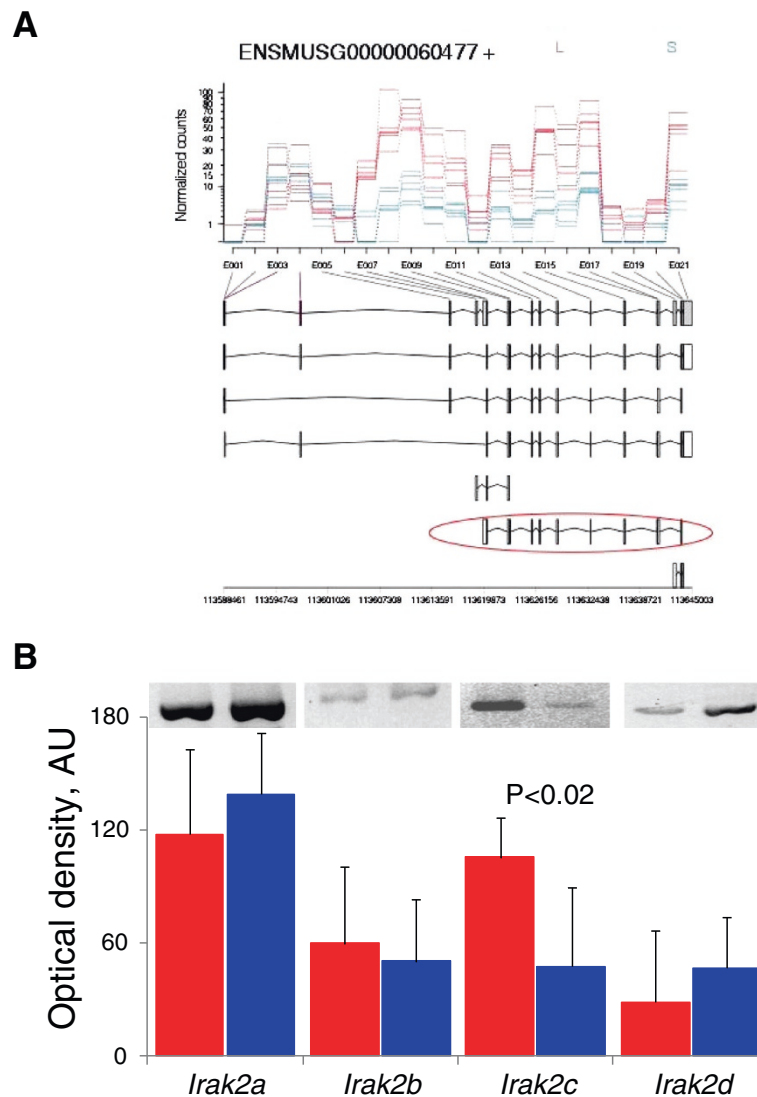 A
ENSMUSG00000060477 + L S
Normalized counts
100
50
40
30
20
15
10
1
E001 E003 E005 E007 E009 E011 E013 E015 E017 E019 E021
113588461 113594743 113601026 113607308 113613591 113619873 113626156 113632438 113638721 113645003
B
Optical density, AU
180
120
60
0
P<0.02
Irak2a Irak2b Irak2c Irak2d